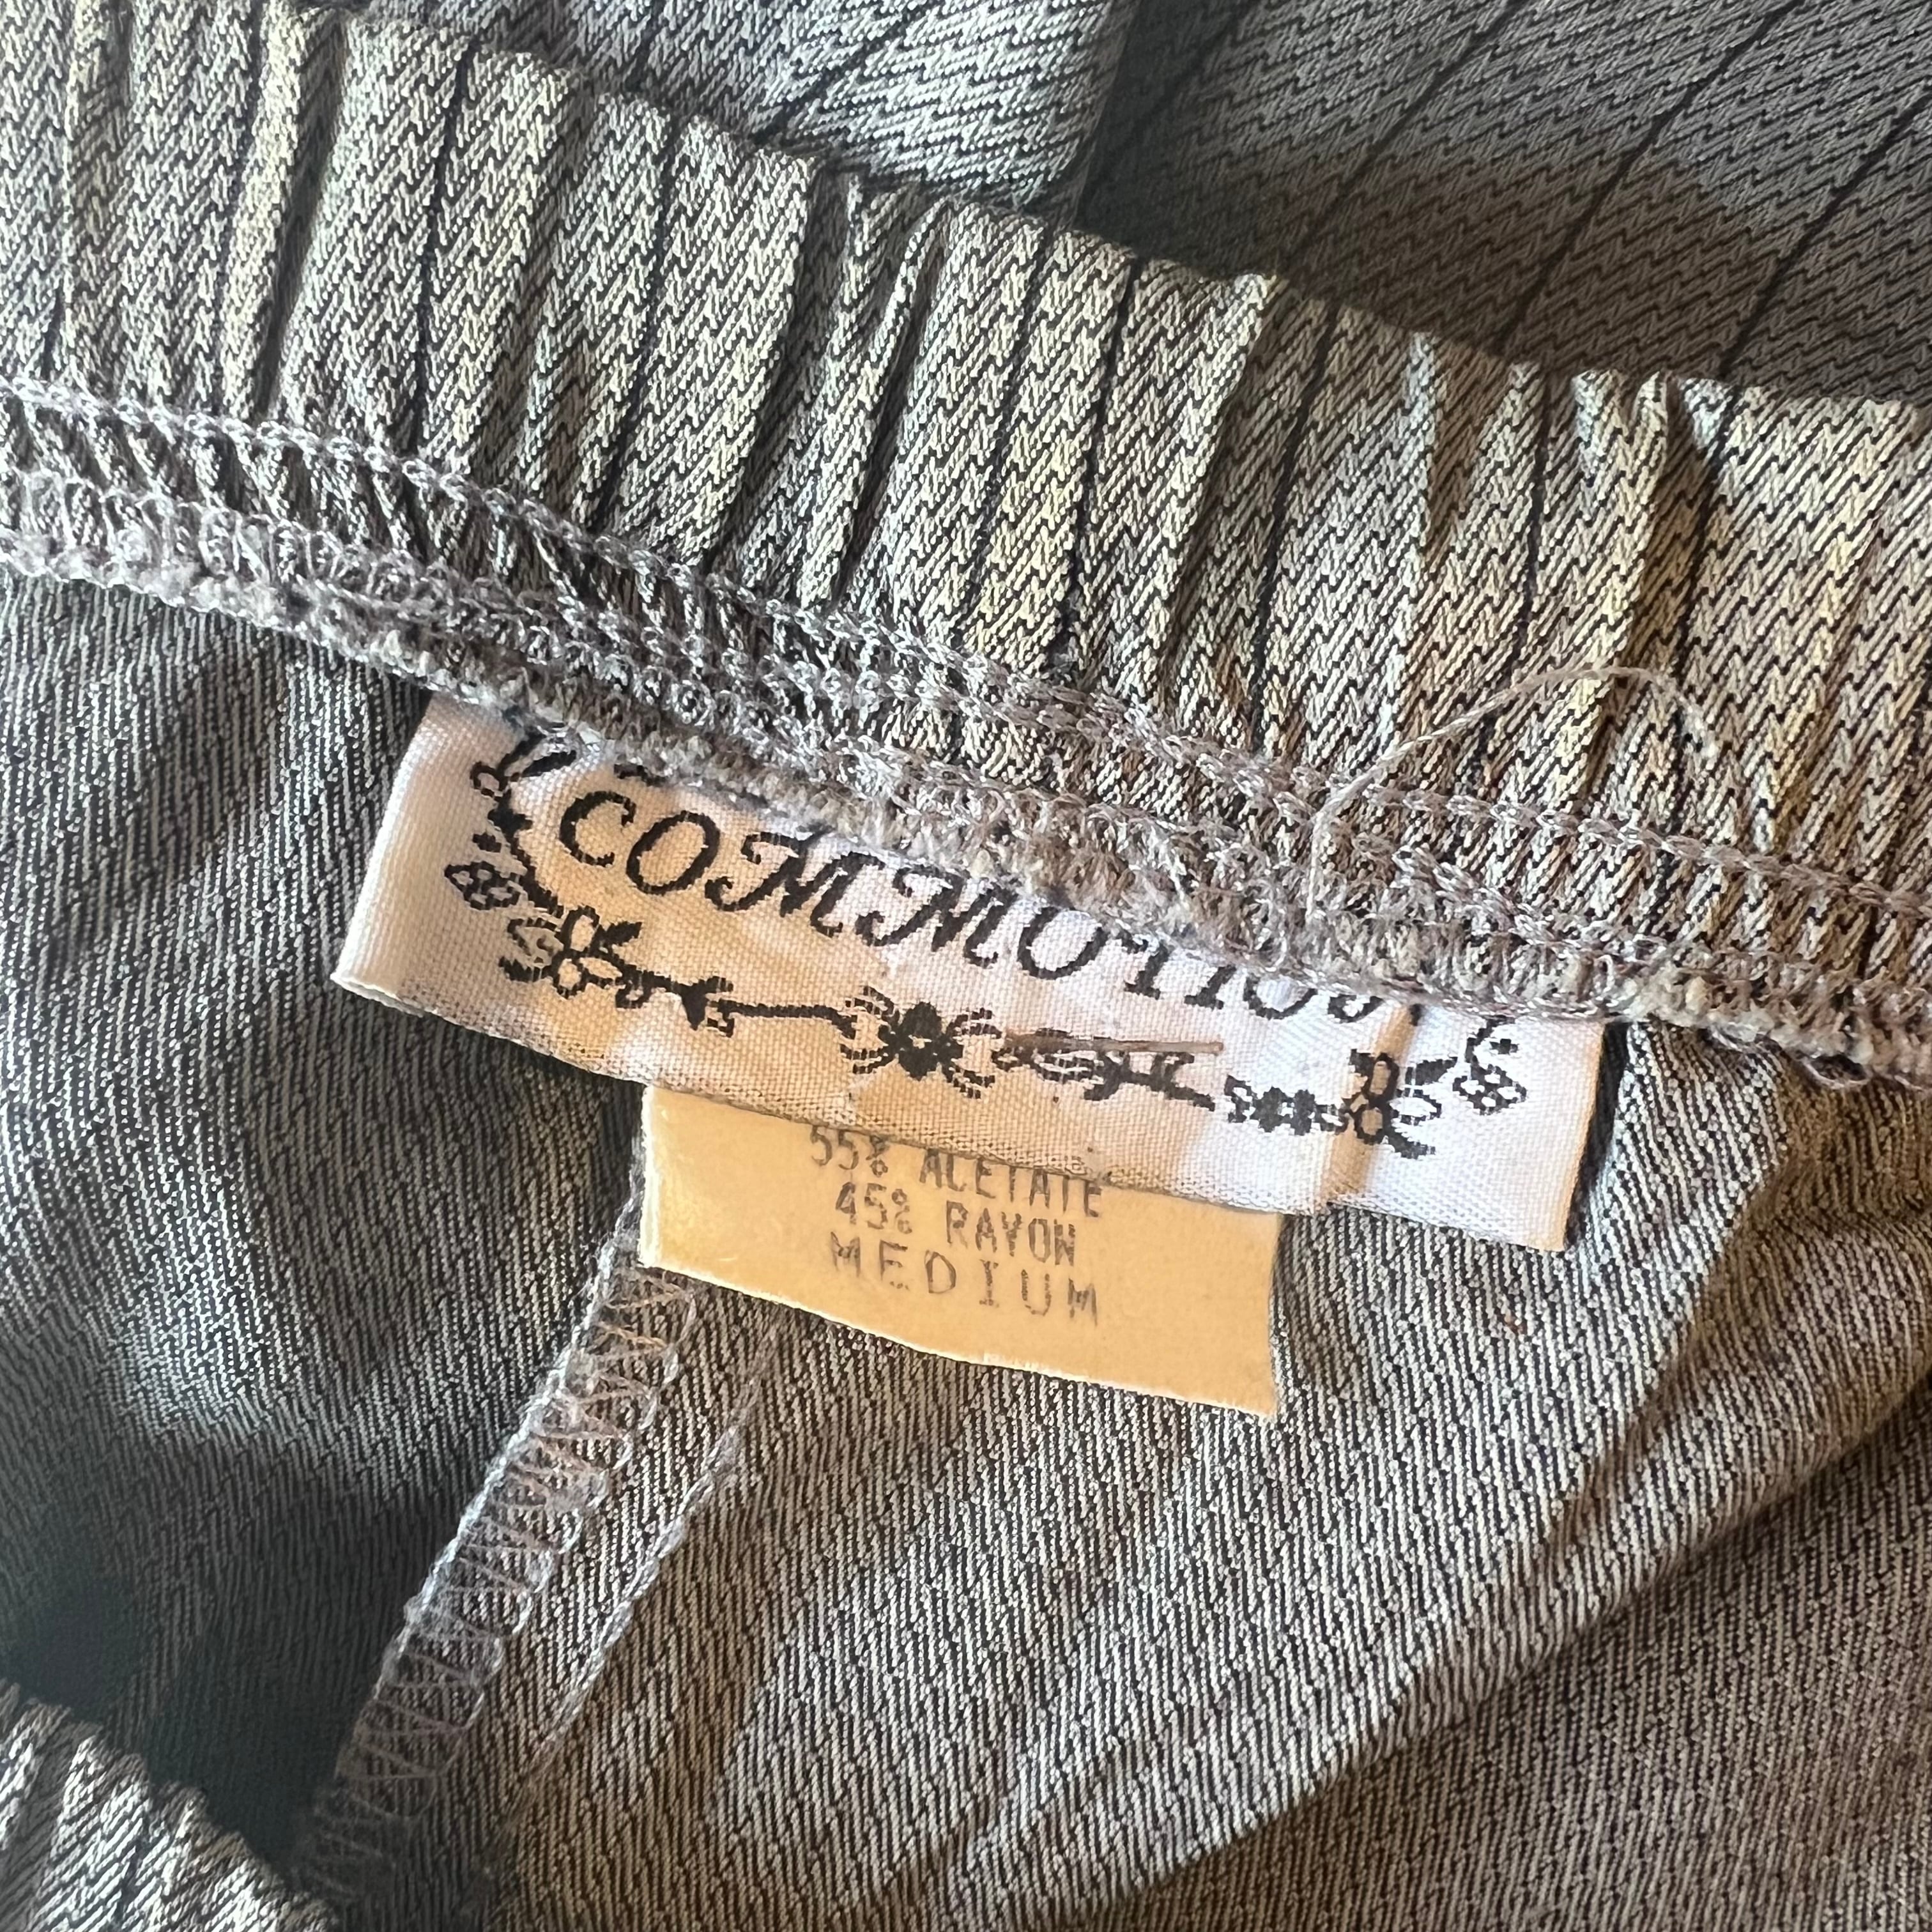 COMMOTION
55% ACETATE
45% RAYON
MEDIUM